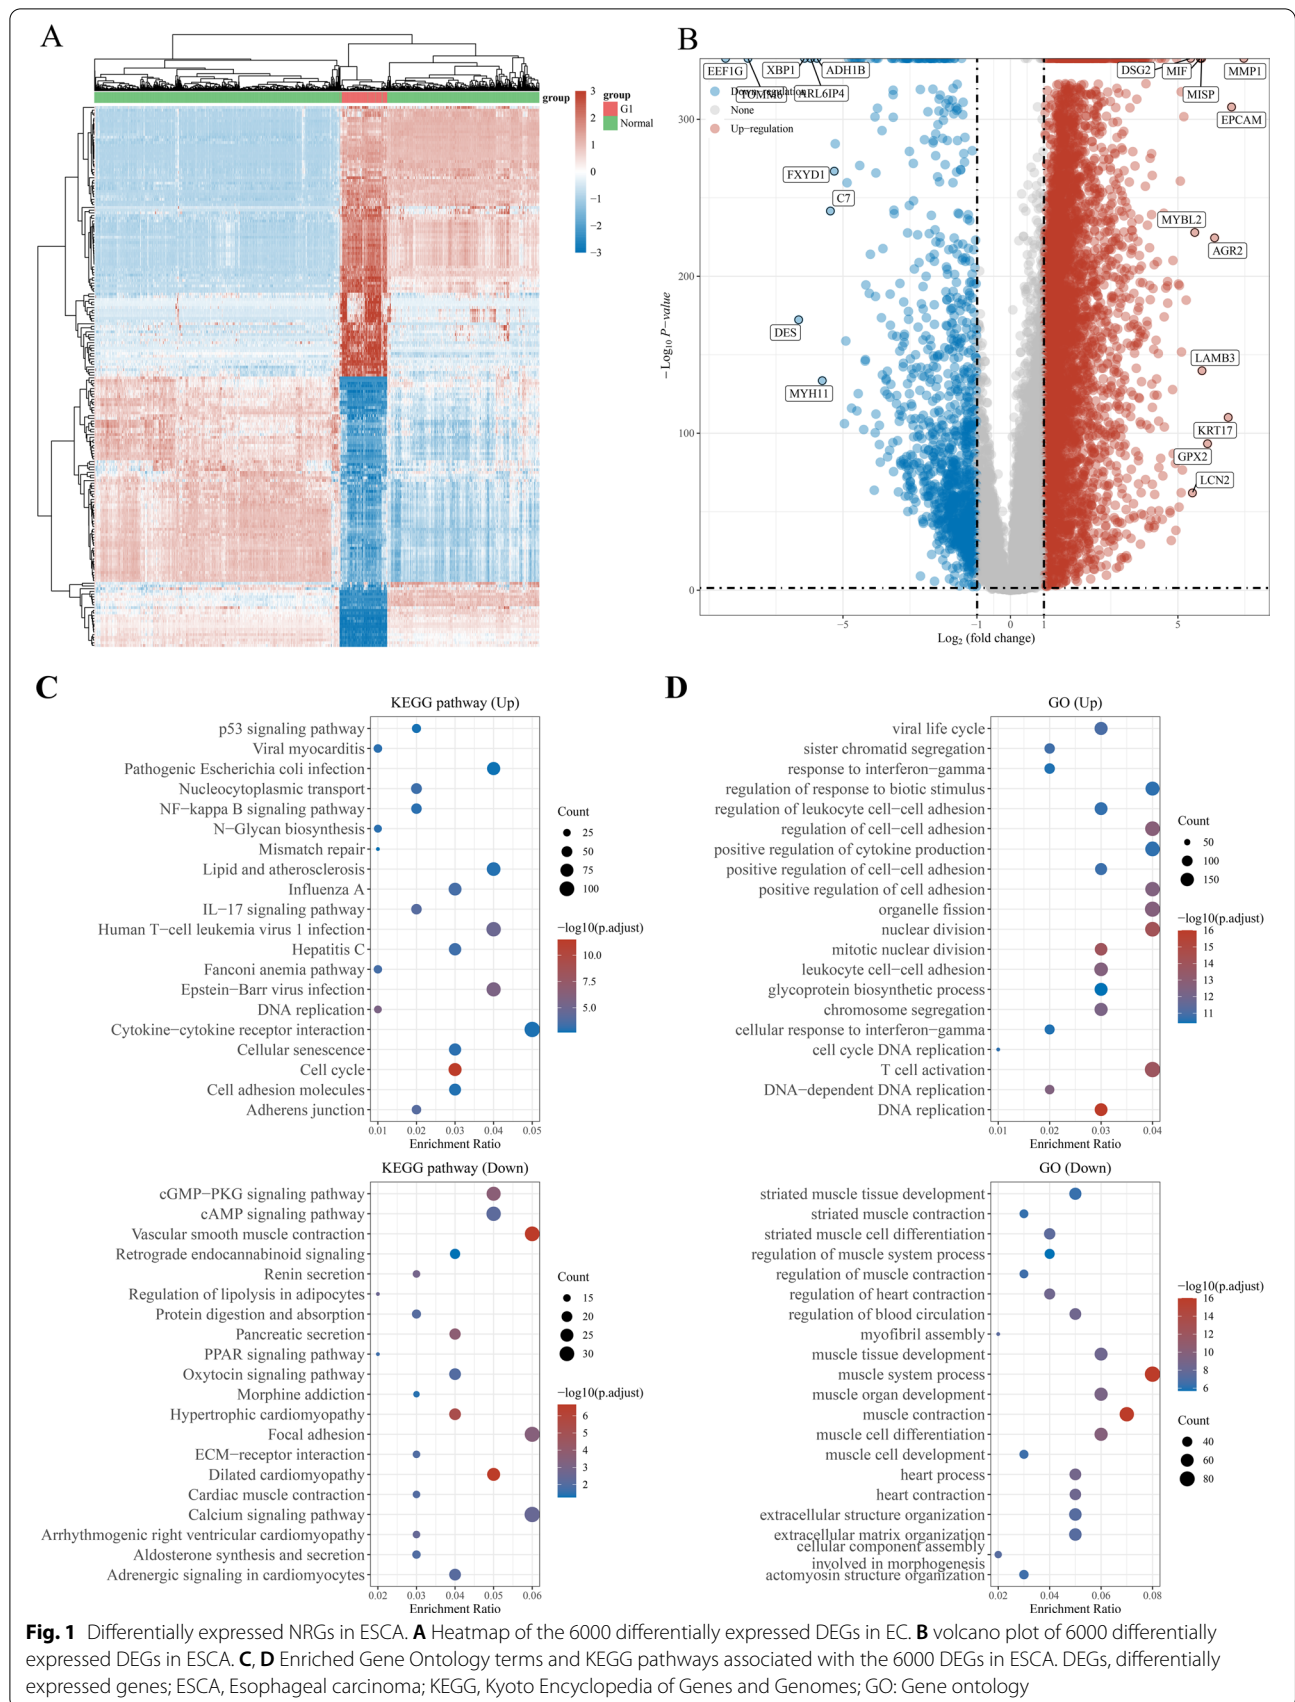 A
group
3
2
1
0
−1
−2
−3
group
G1
Normal
B
EEF1G
XBP1
ADH1B
DSG2
MIF
MMP1
TOMM6
ARL6IP4
MISP
EPCAM
Down-regulation
None
Up-regulation
FXYD1
C7
MYBL2
AGR2
DES
LAMB3
MYH11
KRT17
GPX2
LCN2
300
200
100
0
−Log10 P-value
−5
−1
0
1
5
Log2 (fold change)
C
KEGG pathway (Up)
p53 signaling pathway
Viral myocarditis
Pathogenic Escherichia coli infection
Nucleocytoplasmic transport
NF−kappa B signaling pathway
N−Glycan biosynthesis
Mismatch repair
Lipid and atherosclerosis
Influenza A
IL−17 signaling pathway
Human T−cell leukemia virus 1 infection
Hepatitis C
Fanconi anemia pathway
Epstein−Barr virus infection
DNA replication
Cytokine−cytokine receptor interaction
Cellular senescence
Cell cycle
Cell adhesion molecules
Adherens junction
0.01 0.02 0.03 0.04 0.05
Enrichment Ratio
Count
25
50
75
100
−log10(p.adjust)
10.0
7.5
5.0
D
GO (Up)
viral life cycle
sister chromatid segregation
response to interferon−gamma
regulation of response to biotic stimulus
regulation of leukocyte cell−cell adhesion
regulation of cell−cell adhesion
positive regulation of cytokine production
positive regulation of cell−cell adhesion
positive regulation of cell adhesion
organelle fission
nuclear division
mitotic nuclear division
leukocyte cell−cell adhesion
glycoprotein biosynthetic process
chromosome segregation
cellular response to interferon−gamma
cell cycle DNA replication
T cell activation
DNA−dependent DNA replication
DNA replication
0.01 0.02 0.03 0.04
Enrichment Ratio
Count
50
100
150
−log10(p.adjust)
16
15
14
13
12
11
KEGG pathway (Down)
cGMP−PKG signaling pathway
cAMP signaling pathway
Vascular smooth muscle contraction
Retrograde endocannabinoid signaling
Renin secretion
Regulation of lipolysis in adipocytes
Protein digestion and absorption
Pancreatic secretion
PPAR signaling pathway
Oxytocin signaling pathway
Morphine addiction
Hypertrophic cardiomyopathy
Focal adhesion
ECM−receptor interaction
Dilated cardiomyopathy
Cardiac muscle contraction
Calcium signaling pathway
Arrhythmogenic right ventricular cardiomyopathy
Aldosterone synthesis and secretion
Adrenergic signaling in cardiomyocytes
0.02 0.03 0.04 0.05 0.06
Enrichment Ratio
Count
15
20
25
30
−log10(p.adjust)
6
5
4
3
2
GO (Down)
striated muscle tissue development
striated muscle contraction
striated muscle cell differentiation
regulation of muscle system process
regulation of muscle contraction
regulation of heart contraction
regulation of blood circulation
myofibril assembly
muscle tissue development
muscle system process
muscle organ development
muscle contraction
muscle cell differentiation
muscle cell development
heart process
heart contraction
extracellular structure organization
extracellular matrix organization
cellular component assembly
involved in morphogenesis
actomyosin structure organization
0.02 0.04 0.06 0.08
Enrichment Ratio
−log10(p.adjust)
16
14
12
10
8
6
Count
40
60
80
Fig. 1 Differentially expressed NRGs in ESCA. A Heatmap of the 6000 differentially expressed DEGs in EC. B volcano plot of 6000 differentially
expressed DEGs in ESCA. C, D Enriched Gene Ontology terms and KEGG pathways associated with the 6000 DEGs in ESCA. DEGs, differentially
expressed genes; ESCA, Esophageal carcinoma; KEGG, Kyoto Encyclopedia of Genes and Genomes; GO: Gene ontology